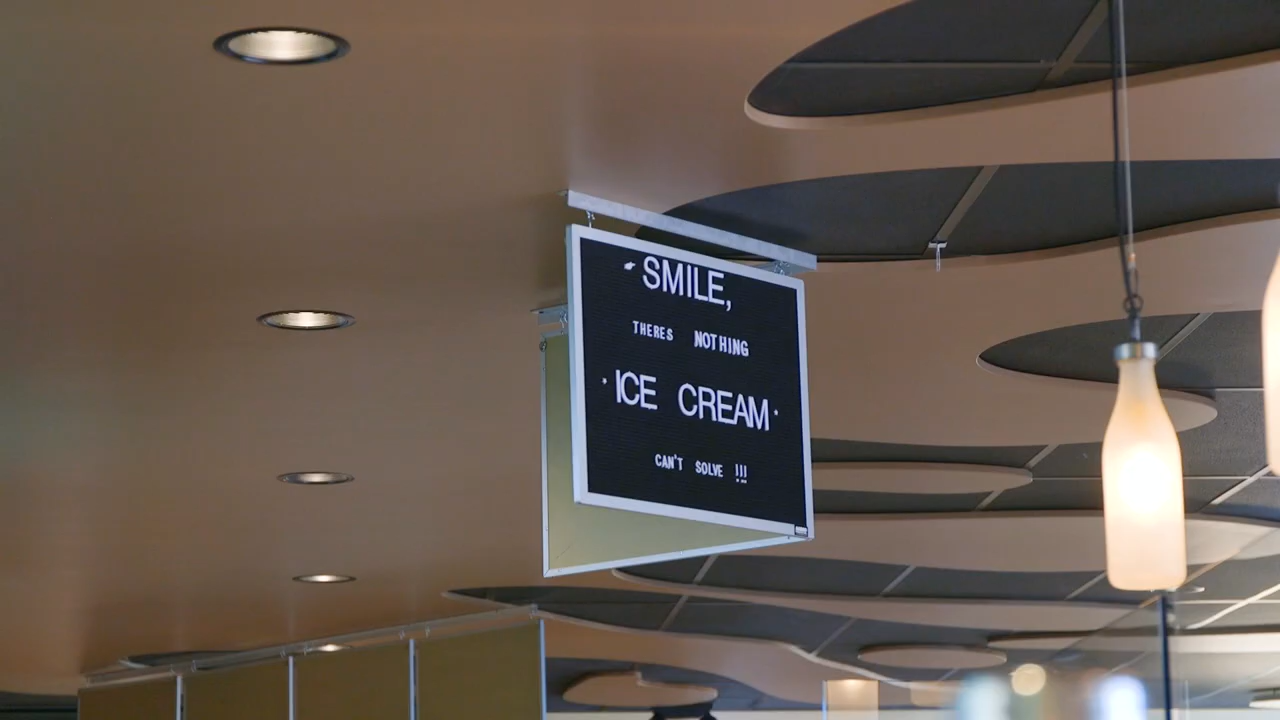 SMILE,
THERES NOTHING
· ICE CREAM ·
CAN'T SOLVE !!!